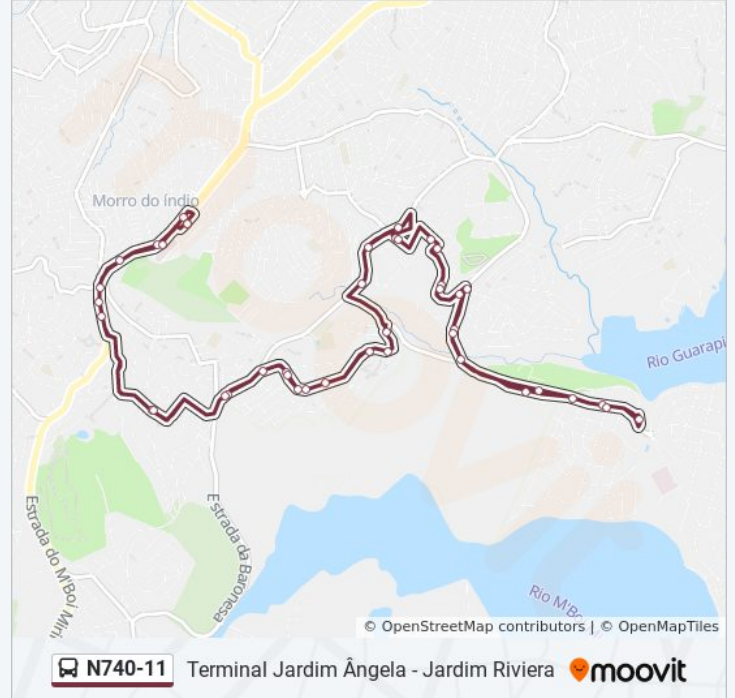 Morro do Índio
Rio Guarapi
Estrada do M'Boi Miri
Estrada da Baronesa
Rio M'Bo
© OpenStreetMap contributors | © OpenMapTiles
N740-11 Terminal Jardim Ângela - Jardim Riviera moovit